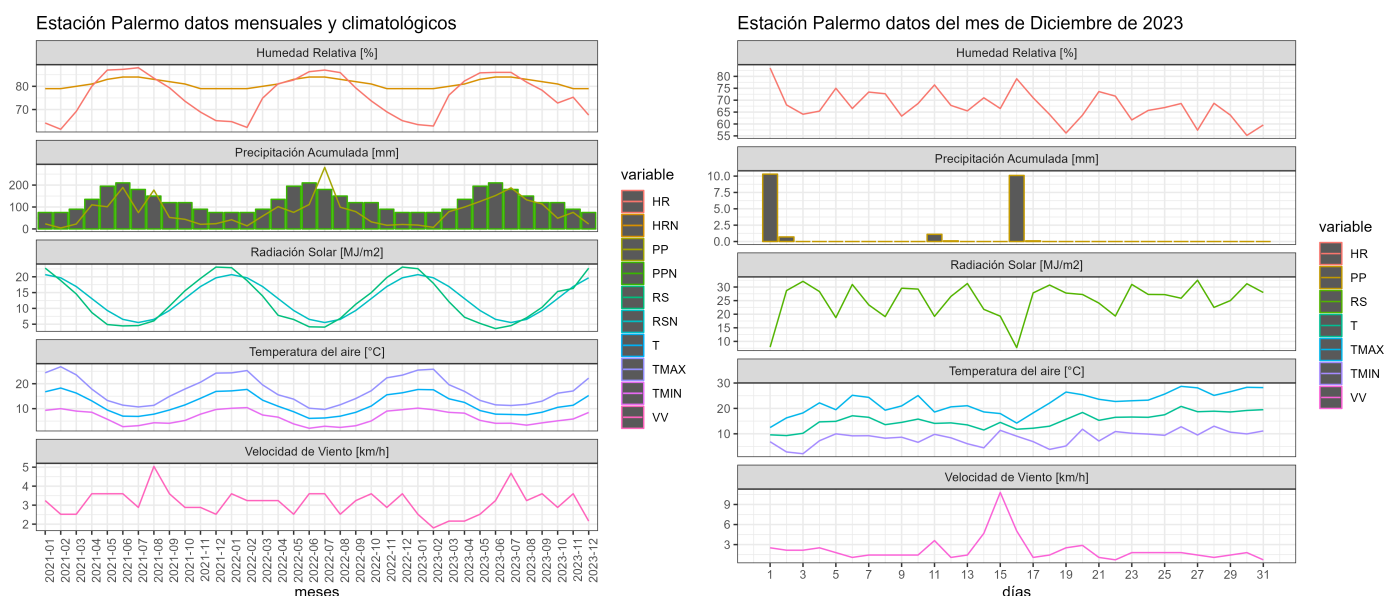 Estación Palermo datos mensuales y climatológicos
Humedad Relativa [%]
80
70
Precipitación Acumulada [mm]
200
100
0
Radiación Solar [MJ/m2]
20
15
10
5
Temperatura del aire [°C]
20
10
Velocidad de Viento [km/h]
5
4
3
2
2021-01
2021-02
2021-03
2021-04
2021-05
2021-06
2021-07
2021-08
2021-09
2021-10
2021-11
2021-12
2022-01
2022-02
2022-03
2022-04
2022-05
2022-06
2022-07
2022-08
2022-09
2022-10
2022-11
2022-12
2023-01
2023-02
2023-03
2023-04
2023-05
2023-06
2023-07
2023-08
2023-09
2023-10
2023-11
2023-12
meses
variable
HR
HRN
PP
PPN
RS
RSN
T
TMAX
TMIN
VV
Estación Palermo datos del mes de Diciembre de 2023
Humedad Relativa [%]
80
75
70
65
60
55
Precipitación Acumulada [mm]
10.0
7.5
5.0
2.5
0.0
Radiación Solar [MJ/m2]
30
25
20
15
10
Temperatura del aire [°C]
30
20
10
Velocidad de Viento [km/h]
9
6
3
1 3 5 7 9 11 13 15 17 19 21 23 25 27 29 31
días
variable
HR
PP
RS
T
TMAX
TMIN
VV